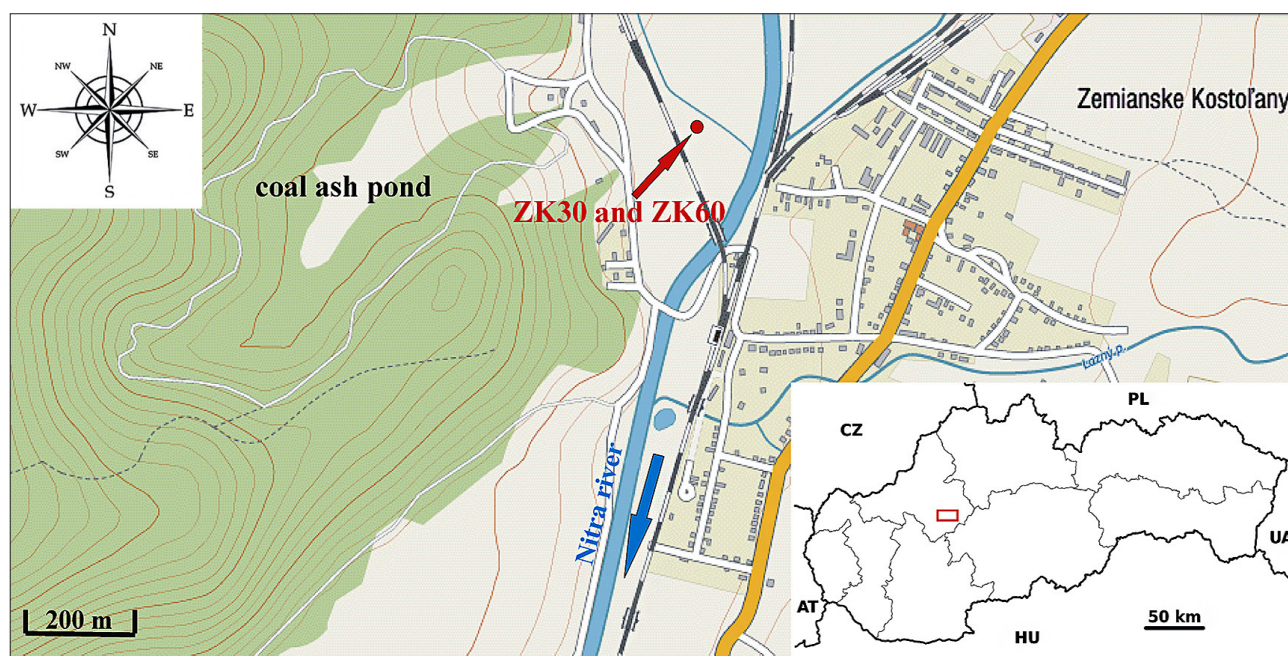 N
NW
NE
W
E
SW
SE
S
Zemianske Kostoľany
coal ash pond
ZK30 and ZK60
Lazný p.
Nitra river
200 m
PL
CZ
UA
AT
HU
50 km